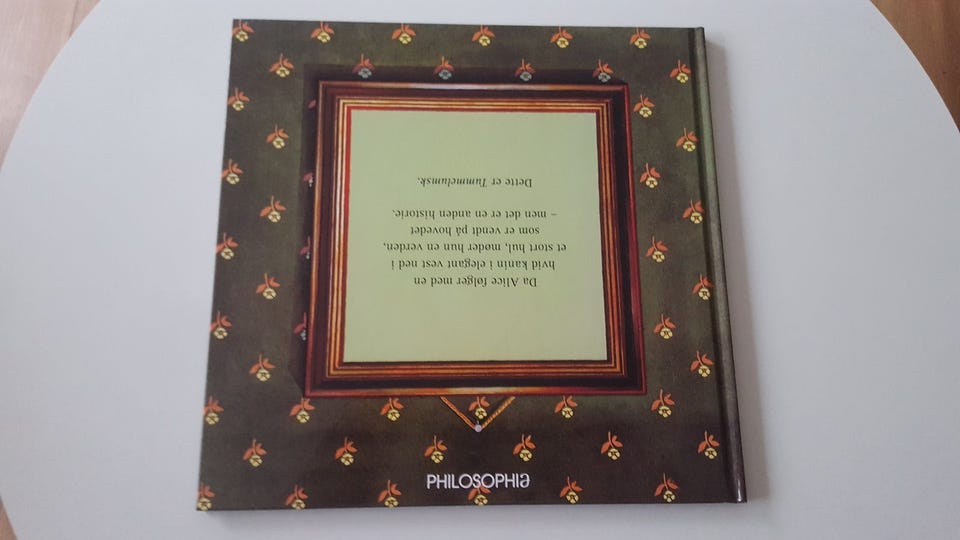 Da Alice følger med en
hvid kanin i elegant vest ned i
et stort hul, møder hun en verden,
som er vendt på hovedet
– men det er en anden historie.
Dette er Tummelumsk.
PHILOSOPHIA